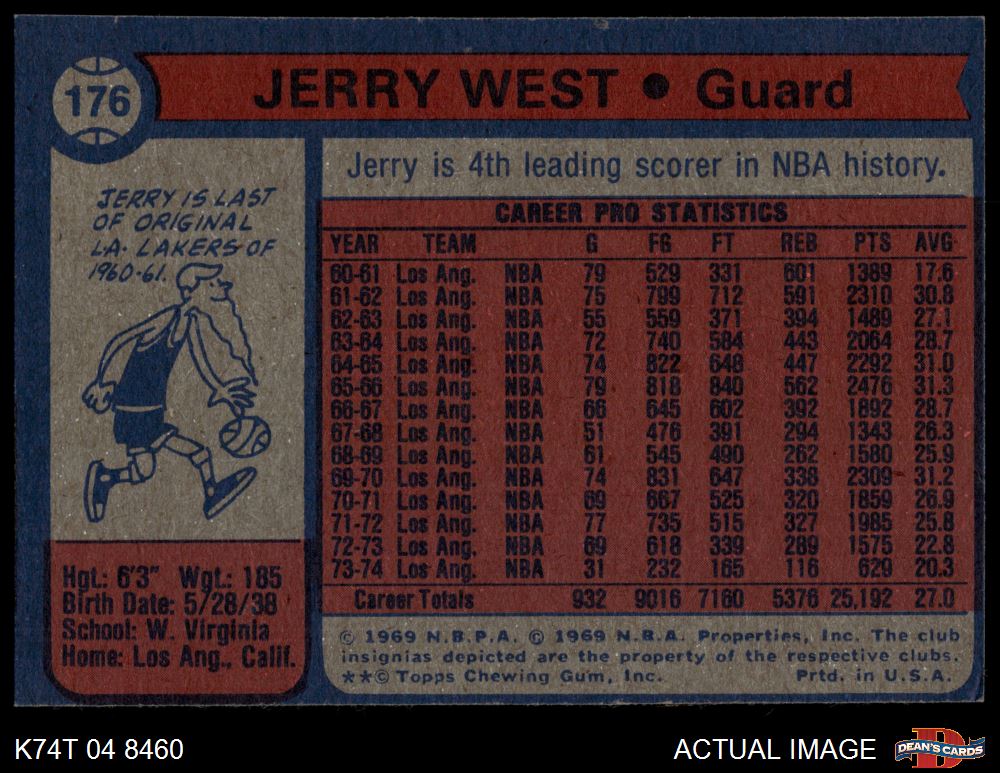 176
JERRY WEST • Guard
Jerry is 4th leading scorer in NBA history.
JERRY IS LAST
OF ORIGINAL
L.A. LAKERS OF
1960-61.
CAREER PRO STATISTICS
YEAR TEAM G FG FT REB PTS AVG
60-61 Los Ang. NBA 79 529 331 601 1389 17.6
61-62 Los Ang. NBA 75 799 712 591 2310 30.8
62-63 Los Ang. NBA 55 559 371 394 1489 27.1
63-64 Los Ang. NBA 72 740 584 443 2064 28.7
64-65 Los Ang. NBA 74 822 648 447 2292 31.0
65-66 Los Ang. NBA 79 818 840 562 2476 31.3
66-67 Los Ang. NBA 66 645 602 392 1892 28.7
67-68 Los Ang. NBA 51 476 391 294 1343 26.3
68-69 Los Ang. NBA 61 545 490 262 1580 25.9
69-70 Los Ang. NBA 74 831 647 338 2309 31.2
70-71 Los Ang. NBA 69 667 525 320 1859 26.9
71-72 Los Ang. NBA 77 735 515 327 1985 25.8
72-73 Los Ang. NBA 69 618 339 289 1575 22.8
73-74 Los Ang. NBA 31 232 165 116 629 20.3
Career Totals 932 9016 7160 5376 25,192 27.0
Hgt.: 6'3" Wgt.: 185
Birth Date: 5/28/38
School: W. Virginia
Home: Los Ang., Calif.
© 1969 N.B.P.A. © 1969 N.B.A. Properties, Inc. The club
insignias depicted are the property of the respective clubs.
**© Topps Chewing Gum, Inc. Prtd. in U.S.A.
K74T 04 8460
ACTUAL IMAGE
D
DEAN'S CARDS